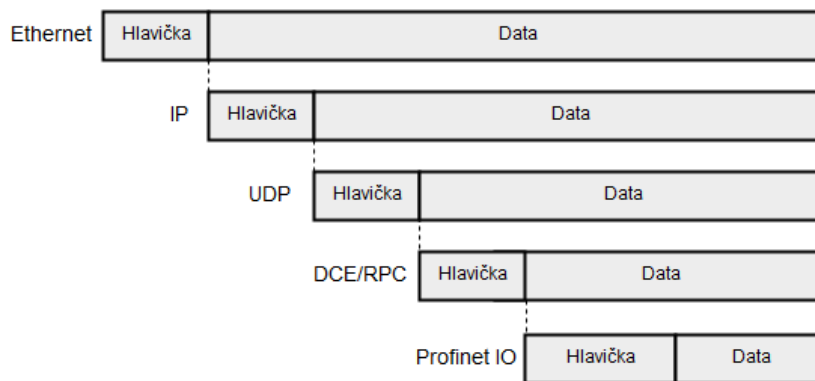 Ethernet Hlavička Data
IP Hlavička Data
UDP Hlavička Data
DCE/RPC Hlavička Data
Profinet IO Hlavička Data